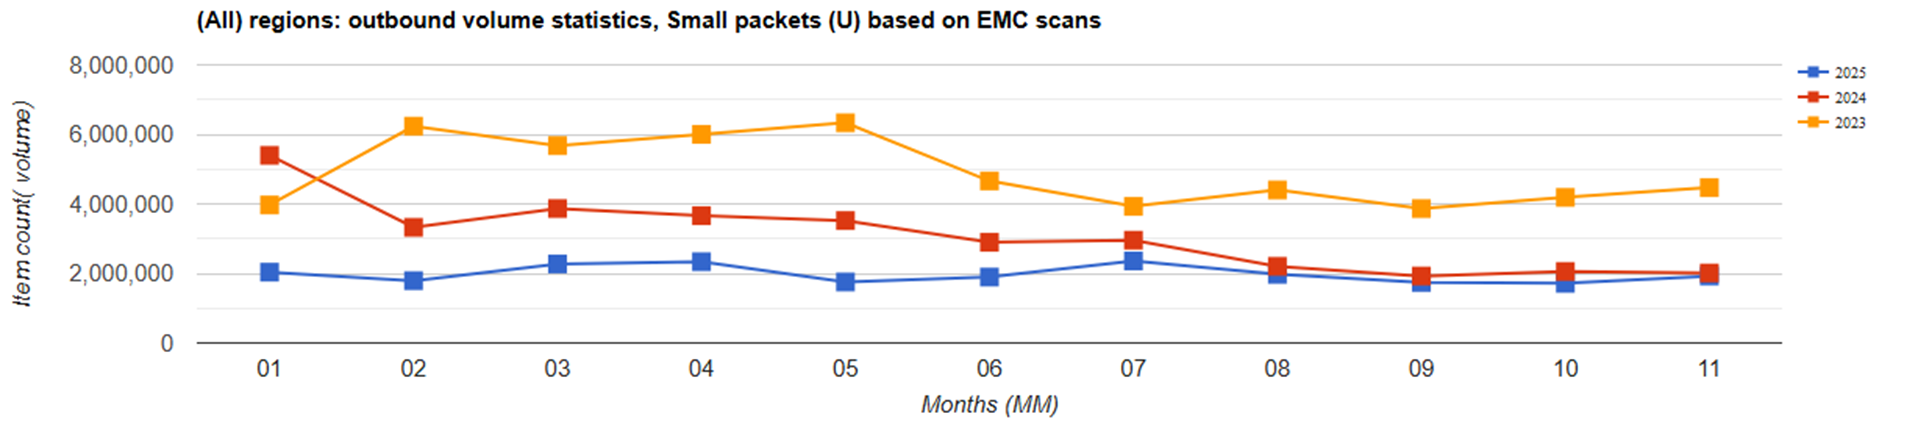 (All) regions: outbound volume statistics, Small packets (U) based on EMC scans
8,000,000
6,000,000
4,000,000
2,000,000
0
Item count(( volume)
01 02 03 04 05 06 07 08 09 10 11
Months (MM)
2025
2024
2023